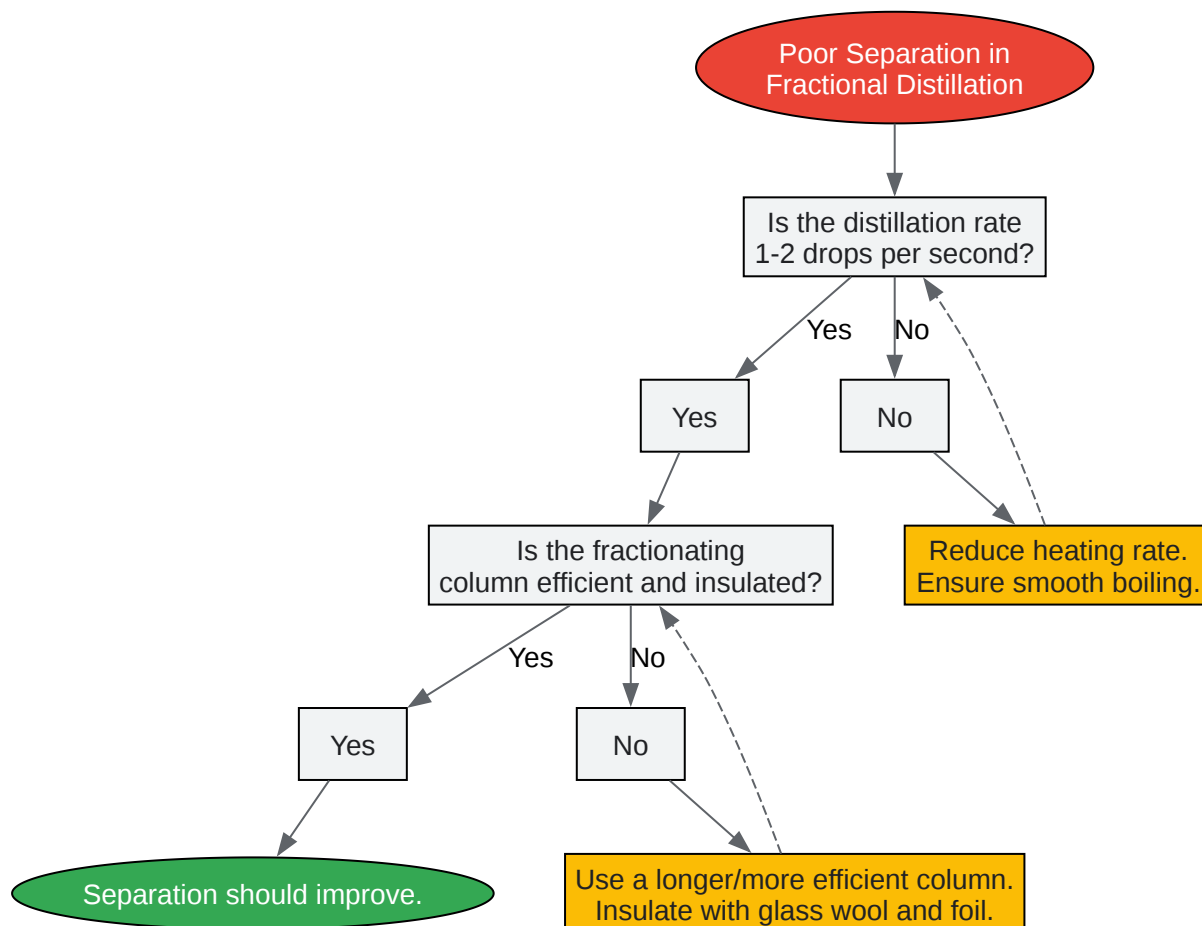 Poor Separation in
Fractional Distillation
Is the distillation rate
1-2 drops per second?
Yes
No
Yes
No
Is the fractionating
column efficient and insulated?
Reduce heating rate.
Ensure smooth boiling.
Yes
No
Yes
No
Separation should improve.
Use a longer/more efficient column.
Insulate with glass wool and foil.